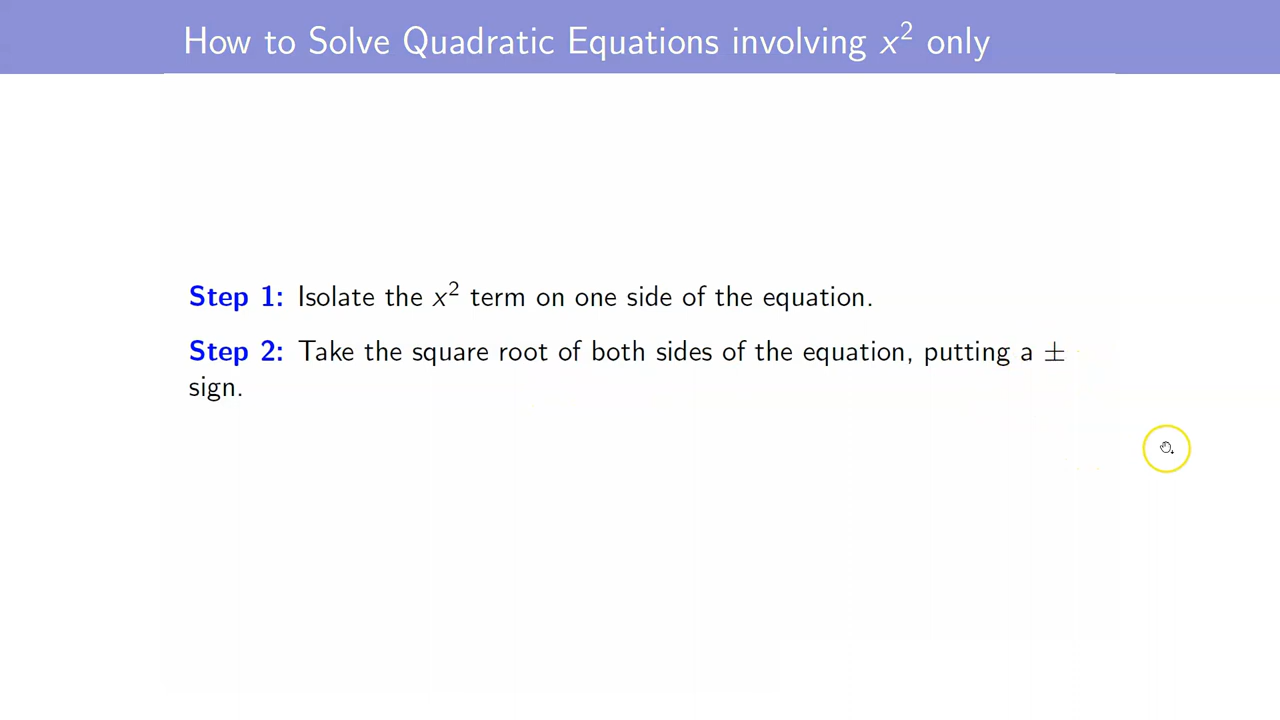 How to Solve Quadratic Equations involving x² only
Step 1: Isolate the x² term on one side of the equation.
Step 2: Take the square root of both sides of the equation, putting a ±
sign.